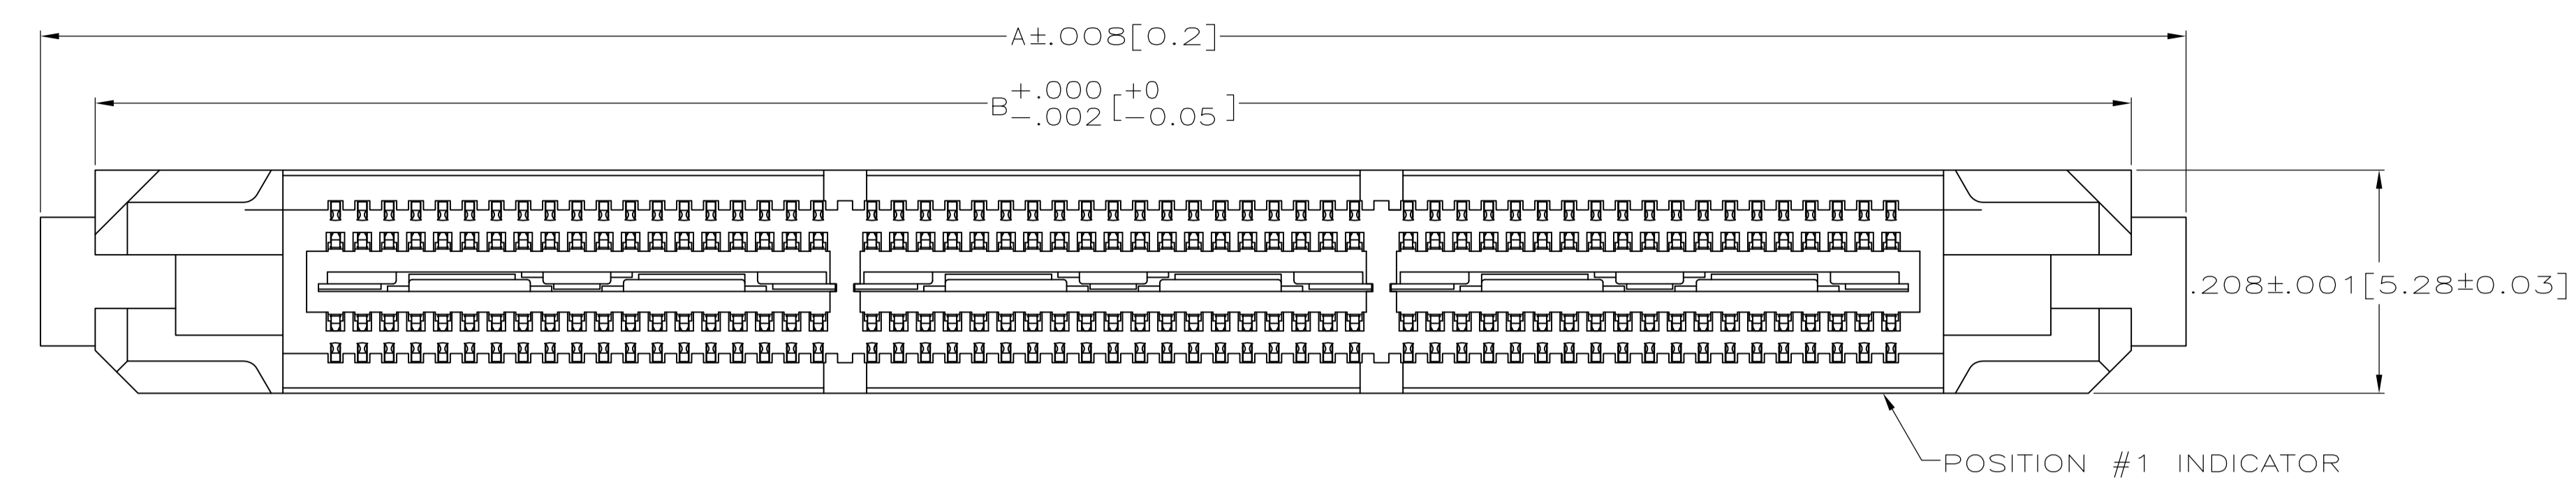 A±.008[0.2]
B +.000 -.002 [ +0 -0.05 ]
.208±.001[5.28±0.03]
POSITION #1 INDICATOR